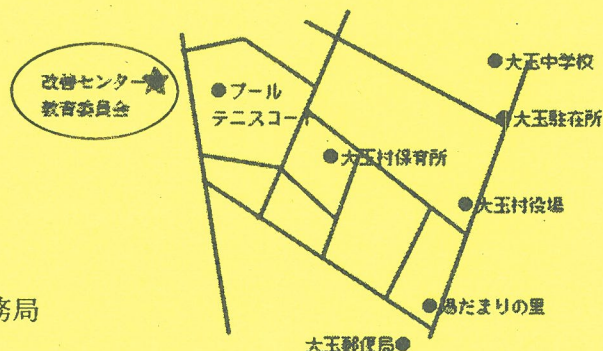 改善センター
教育委員会
プール
テニスコート
大玉中学校
大玉駐在所
大玉村保育所
大玉村役場
陽だまりの里
務局
大玉郵便局